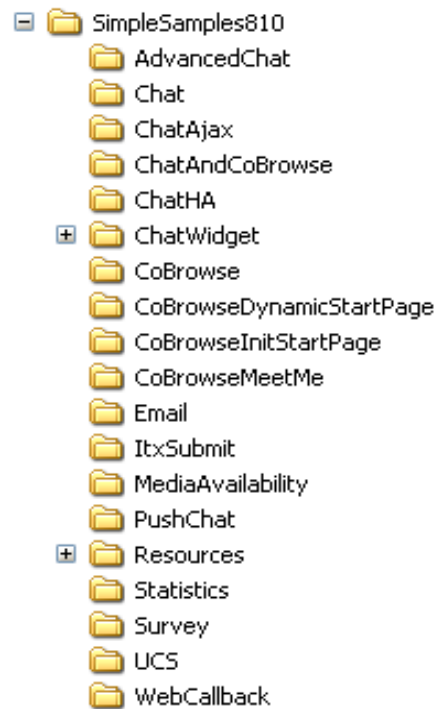 SimpleSamples810
AdvancedChat
Chat
ChatAjax
ChatAndCoBrowse
ChatHA
ChatWidget
CoBrowse
CoBrowseDynamicStartPage
CoBrowseInitStartPage
CoBrowseMeetMe
Email
ItxSubmit
MediaAvailability
PushChat
Resources
Statistics
Survey
UCS
WebCallback